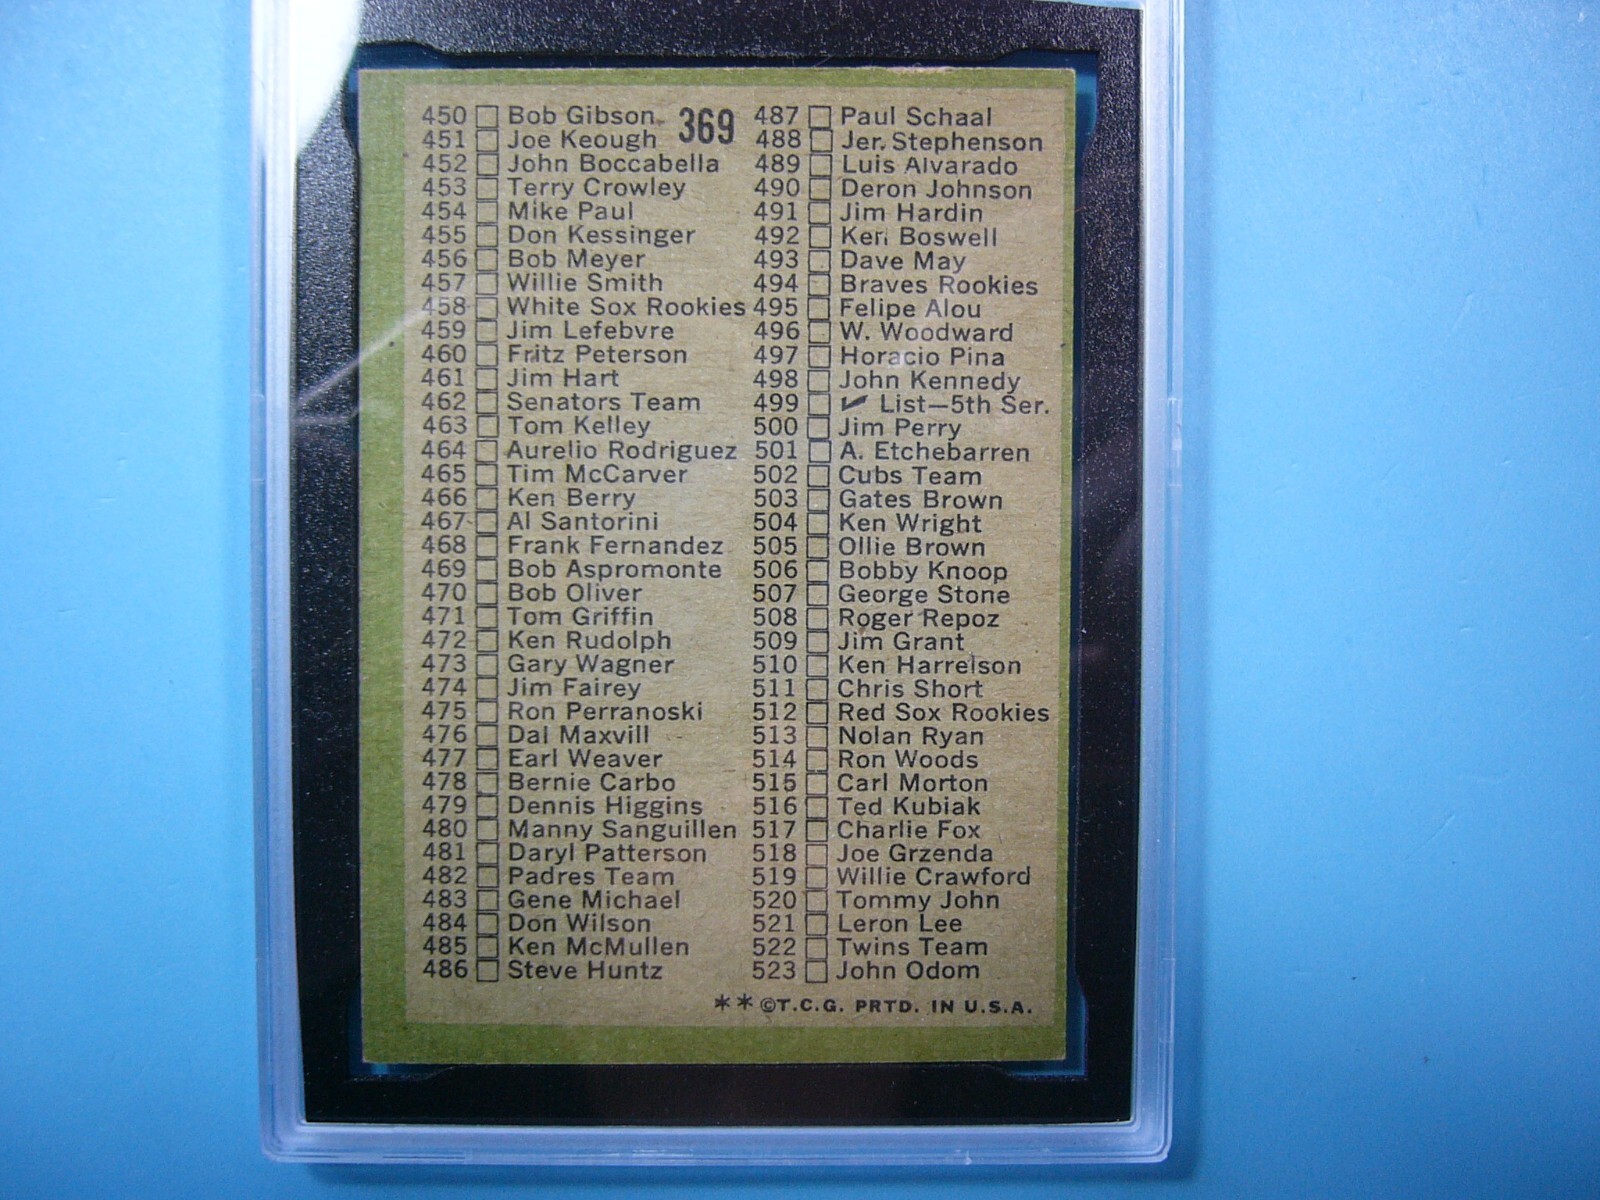 369
450 Bob Gibson
451 Joe Keough
452 John Boccabella
453 Terry Crowley
454 Mike Paul
455 Don Kessinger
456 Bob Meyer
457 Willie Smith
458 White Sox Rookies
459 Jim Lefebvre
460 Fritz Peterson
461 Jim Hart
462 Senators Team
463 Tom Kelley
464 Aurelio Rodriguez
465 Tim McCarver
466 Ken Berry
467 Al Santorini
468 Frank Fernandez
469 Bob Aspromonte
470 Bob Oliver
471 Tom Griffin
472 Ken Rudolph
473 Gary Wagner
474 Jim Fairey
475 Ron Perranoski
476 Dal Maxvill
477 Earl Weaver
478 Bernie Carbo
479 Dennis Higgins
480 Manny Sanguillen
481 Daryl Patterson
482 Padres Team
483 Gene Michael
484 Don Wilson
485 Ken McMullen
486 Steve Huntz
487 Paul Schaal
488 Jer. Stephenson
489 Luis Alvarado
490 Deron Johnson
491 Jim Hardin
492 Ken Boswell
493 Dave May
494 Braves Rookies
495 Felipe Alou
496 W. Woodward
497 Horacio Pina
498 John Kennedy
499 ✓ List—5th Ser.
500 Jim Perry
501 A. Etchebarren
502 Cubs Team
503 Gates Brown
504 Ken Wright
505 Ollie Brown
506 Bobby Knoop
507 George Stone
508 Roger Repoz
509 Jim Grant
510 Ken Harrelson
511 Chris Short
512 Red Sox Rookies
513 Nolan Ryan
514 Ron Woods
515 Carl Morton
516 Ted Kubiak
517 Charlie Fox
518 Joe Grzenda
519 Willie Crawford
520 Tommy John
521 Leron Lee
522 Twins Team
523 John Odom
**©T.C.G. PRTD. IN U.S.A.